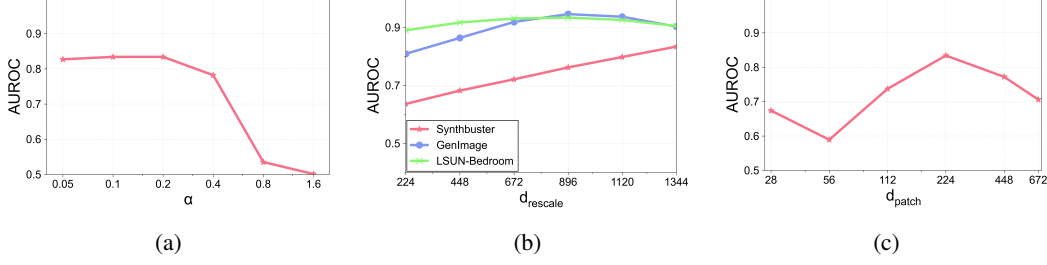 AUROC
0.9
0.8
0.7
0.6
0.5
0.05 0.1 0.2 0.4 0.8 1.6
α
(a)
AUROC
0.9
0.7
0.5
Synthbuster
GenImage
LSUN-Bedroom
224 448 672 896 1120 1344
d_rescale
(b)
AUROC
0.9
0.8
0.7
0.6
0.5
28 56 112 224 448 672
d_patch
(c)